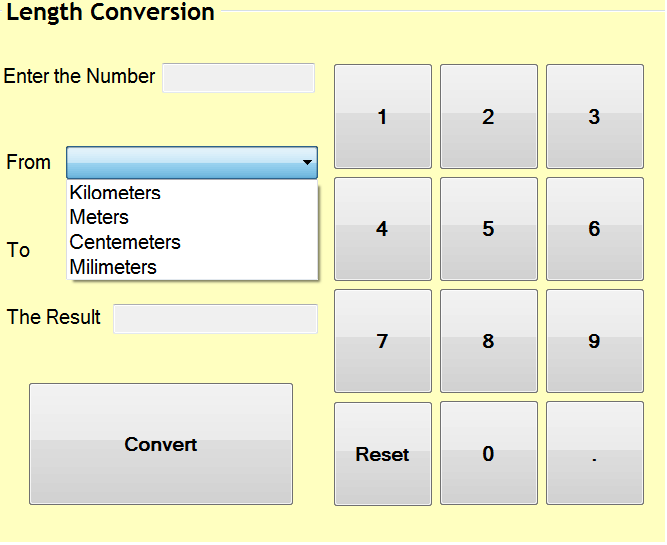 Length Conversion
Enter the Number
From
Kilometers
Meters
Centemeters
Milimeters
To
The Result
Convert
1 2 3
4 5 6
7 8 9
Reset 0 .